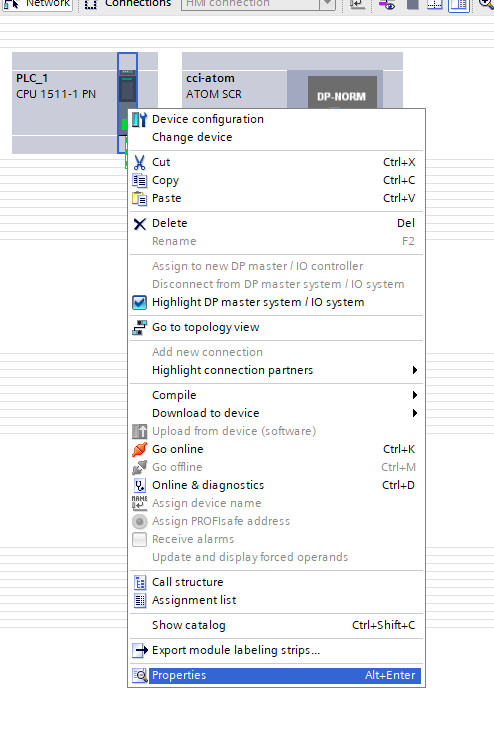 Network Connections HMI connection
PLC_1
CPU 1511-1 PN
cci-atom
ATOM SCR
DP-NORM
Device configuration
Change device
Cut Ctrl+X
Copy Ctrl+C
Paste Ctrl+V
Delete Del
Rename F2
Assign to new DP master / IO controller
Disconnect from DP master system / IO system
Highlight DP master system / IO system
Go to topology view
Add new connection
Highlight connection partners
Compile
Download to device
Upload from device (software)
Go online Ctrl+K
Go offline Ctrl+M
Online & diagnostics Ctrl+D
Assign device name
Assign PROFIsafe address
Receive alarms
Update and display forced operands
Call structure
Assignment list
Show catalog Ctrl+Shift+C
Export module labeling strips...
Properties Alt+Enter